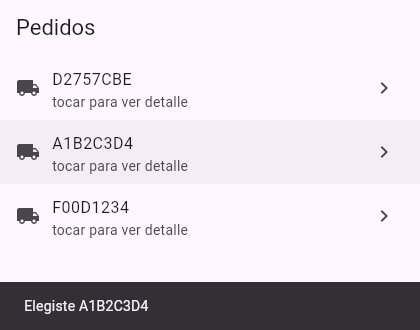 Pedidos
D2757CBE
tocar para ver detalle
A1B2C3D4
tocar para ver detalle
F00D1234
tocar para ver detalle
Elegiste A1B2C3D4